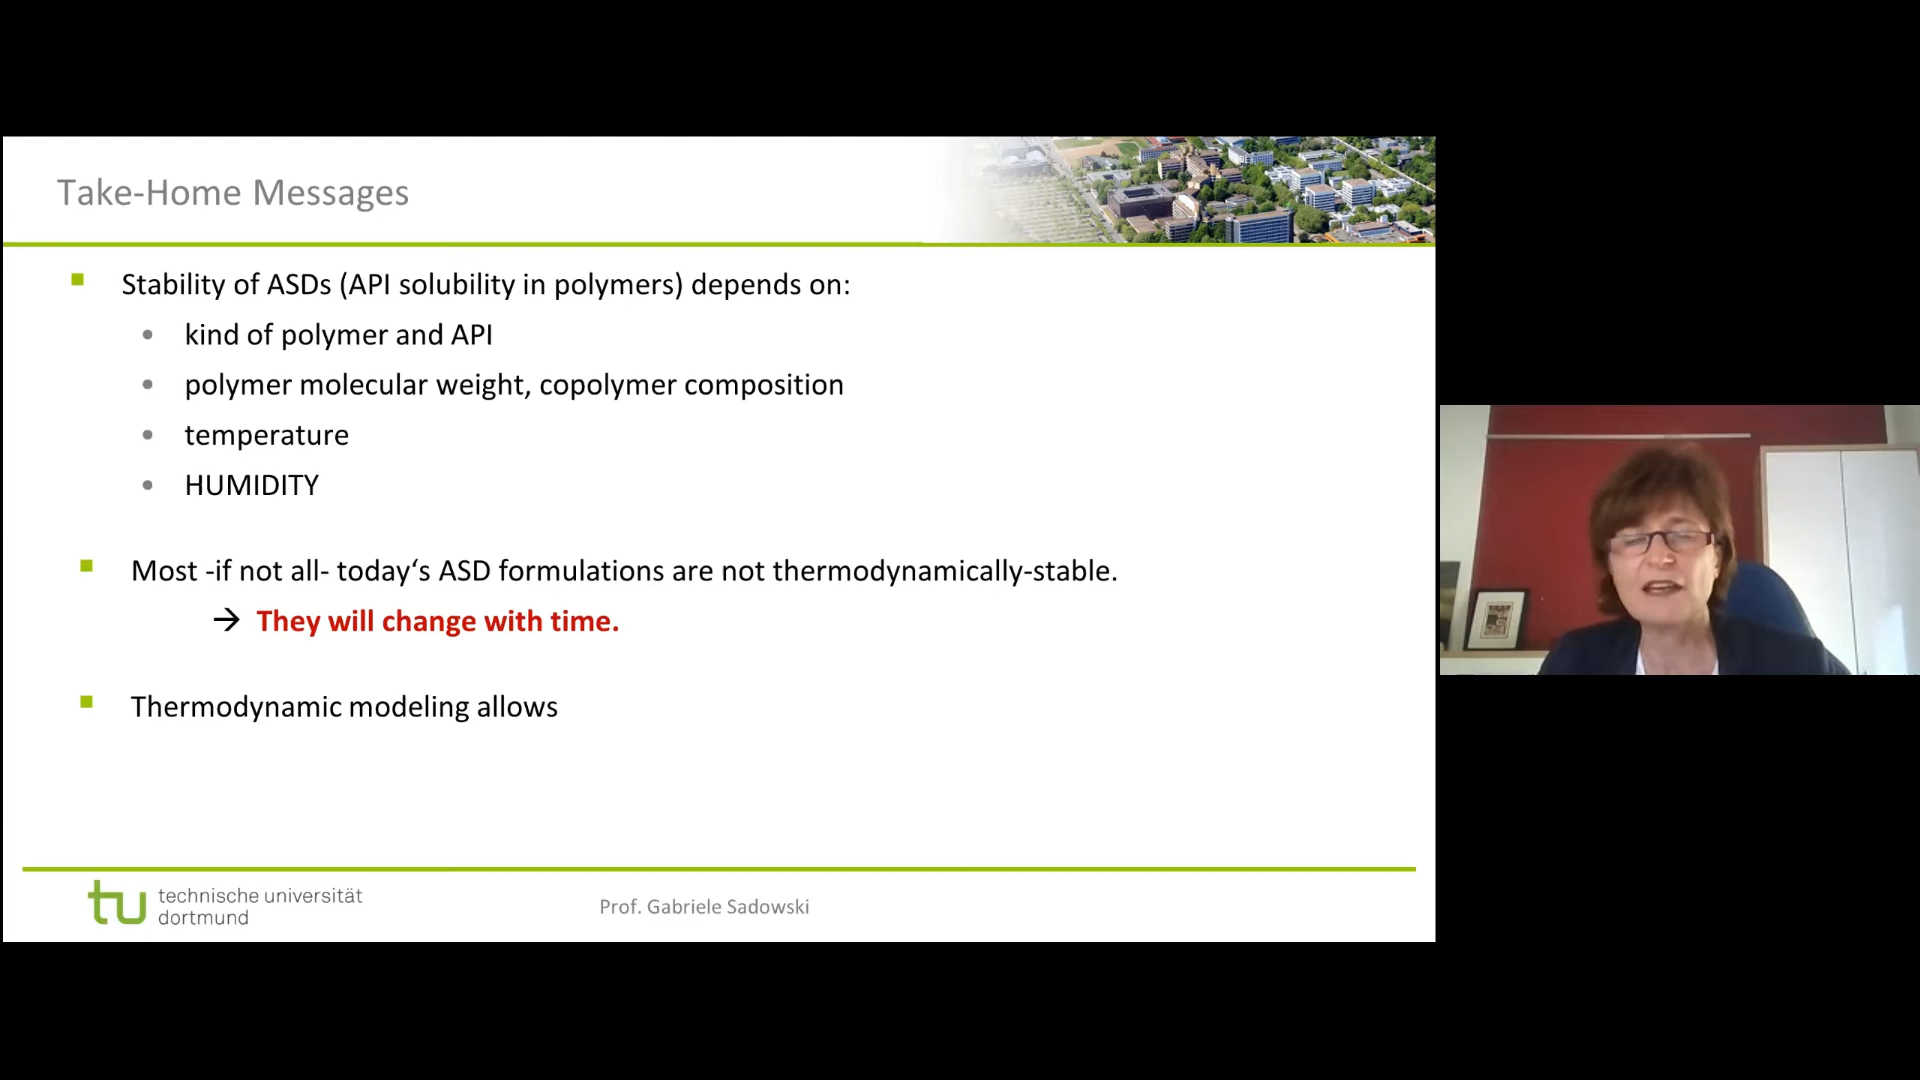 Take-Home Messages
Stability of ASDs (API solubility in polymers) depends on:
kind of polymer and API
polymer molecular weight, copolymer composition
temperature
HUMIDITY
Most -if not all- today‘s ASD formulations are not thermodynamically-stable.
→ They will change with time.
Thermodynamic modeling allows
tu technische universität
dortmund
Prof. Gabriele Sadowski